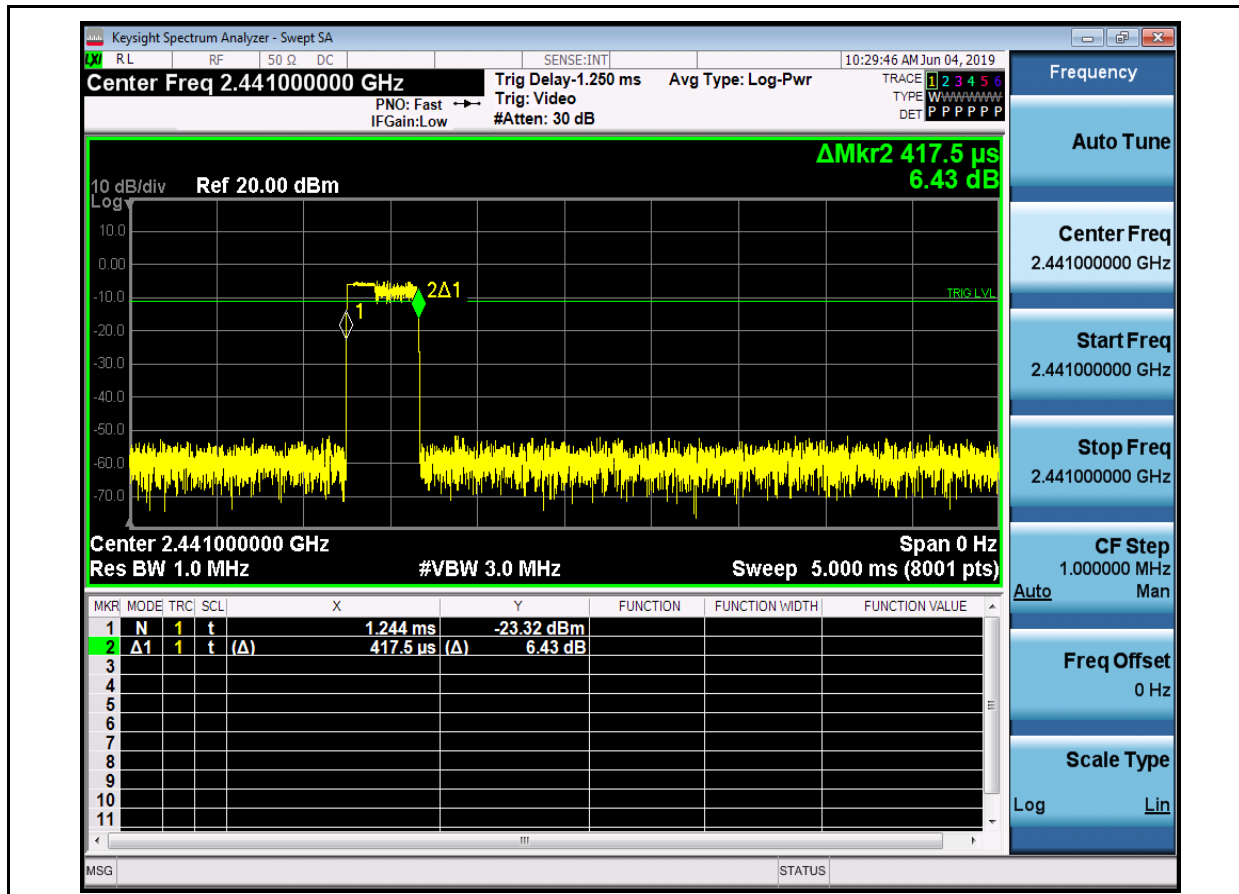 Keysight Spectrum Analyzer - Swept SA
LXI RL RF 50 Ω DC SENSE:INT 10:29:46 AM Jun 04, 2019
Center Freq 2.441000000 GHz
PNO: Fast
IFGain:Low
Trig Delay-1.250 ms
Trig: Video
#Atten: 30 dB
Avg Type: Log-Pwr
TRACE 1 2 3 4 5 6
TYPE WWWWWW
DET P P P P P P
ΔMkr2 417.5 µs
6.43 dB
10 dB/div Ref 20.00 dBm
Log
10.0
0.00
-10.0
-20.0
-30.0
-40.0
-50.0
-60.0
-70.0
1
2Δ1
TRIG LVL
Center 2.441000000 GHz Span 0 Hz
Res BW 1.0 MHz #VBW 3.0 MHz Sweep 5.000 ms (8001 pts)
MKR MODE TRC SCL X Y FUNCTION FUNCTION WIDTH FUNCTION VALUE
1 N 1 t 1.244 ms -23.32 dBm
2 Δ1 1 t (Δ) 417.5 µs (Δ) 6.43 dB
3
4
5
6
7
8
9
10
11
MSG STATUS
Frequency
Auto Tune
Center Freq
2.441000000 GHz
Start Freq
2.441000000 GHz
Stop Freq
2.441000000 GHz
CF Step
1.000000 MHz
Auto Man
Freq Offset
0 Hz
Scale Type
Log Lin